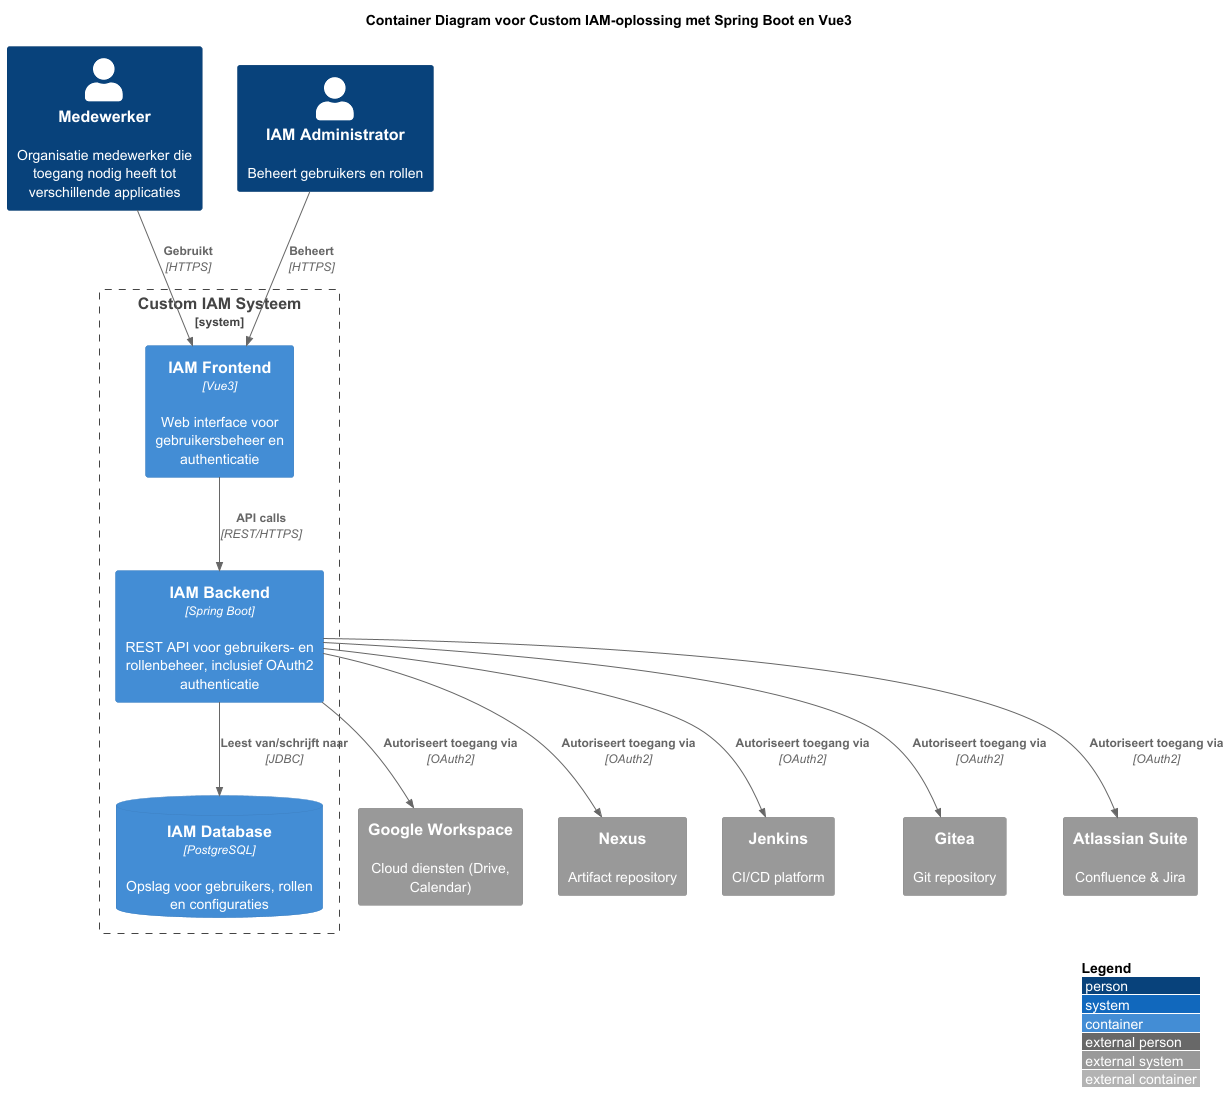 Container Diagram voor Custom IAM-oplossing met Spring Boot en Vue3
Medewerker
Organisatie medewerker die
toegang nodig heeft tot
verschillende applicaties
IAM Administrator
Beheert gebruikers en rollen
Gebruikt
[HTTPS]
Beheert
[HTTPS]
Custom IAM Systeem
[system]
IAM Frontend
[Vue3]
Web interface voor
gebruikersbeheer en
authenticatie
API calls
[REST/HTTPS]
IAM Backend
[Spring Boot]
REST API voor gebruikers- en
rollenbeheer, inclusief OAuth2
authenticatie
Leest van/schrijft naar
[JDBC]
Autoriseert toegang via
[OAuth2]
Autoriseert toegang via
[OAuth2]
Autoriseert toegang via
[OAuth2]
Autoriseert toegang via
[OAuth2]
Autoriseert toegang via
[OAuth2]
IAM Database
[PostgreSQL]
Opslag voor gebruikers, rollen
en configuraties
Google Workspace
Cloud diensten (Drive,
Calendar)
Nexus
Artifact repository
Jenkins
CI/CD platform
Gitea
Git repository
Atlassian Suite
Confluence & Jira
Legend
person
system
container
external person
external system
external container